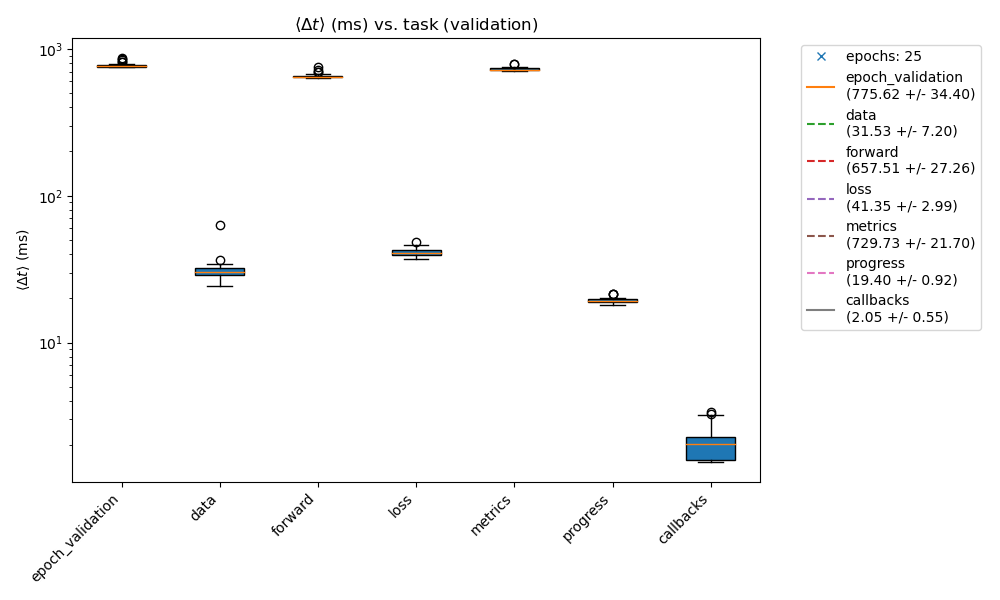 ⟨Δt⟩ (ms) vs. task (validation)
⟨Δt⟩ (ms)
10³
10²
10¹
epoch_validation
data
forward
loss
metrics
progress
callbacks
epochs: 25
epoch_validation
(775.62 +/- 34.40)
data
(31.53 +/- 7.20)
forward
(657.51 +/- 27.26)
loss
(41.35 +/- 2.99)
metrics
(729.73 +/- 21.70)
progress
(19.40 +/- 0.92)
callbacks
(2.05 +/- 0.55)